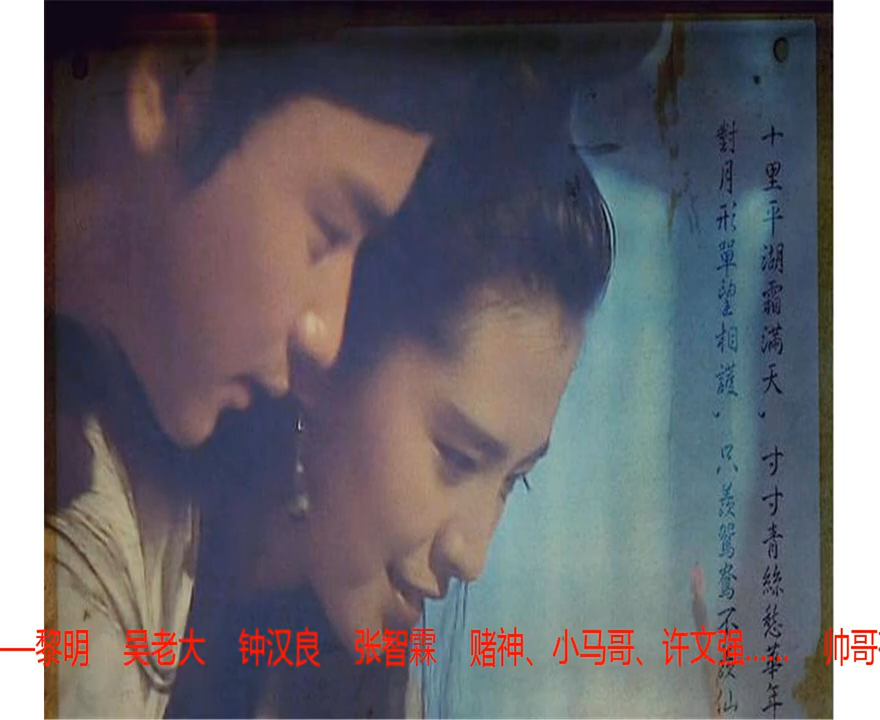 十里平湖霜滿天，寸寸青絲愁華年
對月形單望相護，只羨鴛鴦不羨仙
—黎明 吴老大 钟汉良 张智霖 赌神、小马哥、许文强…… 帅哥